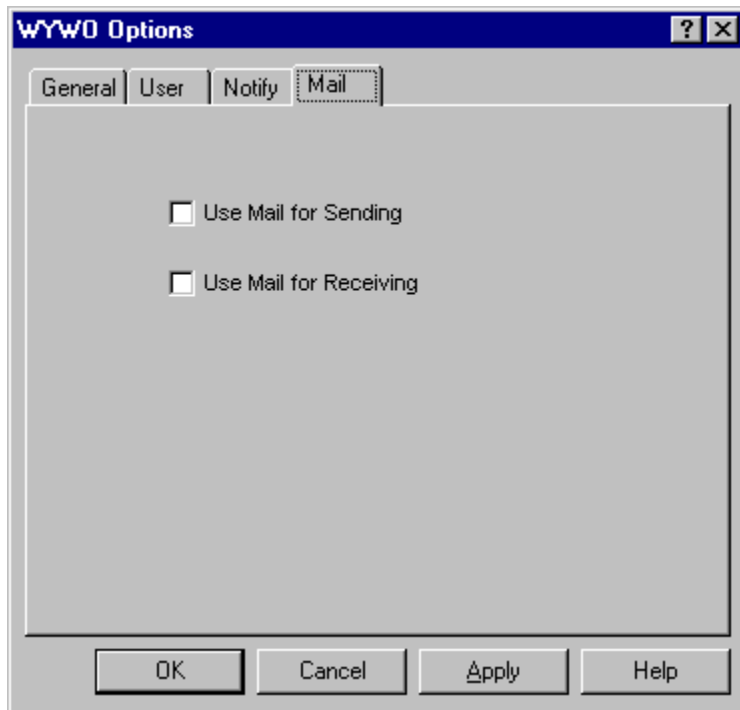 WYWO Options
General User Notify Mail
Use Mail for Sending
Use Mail for Receiving
OK Cancel Apply Help